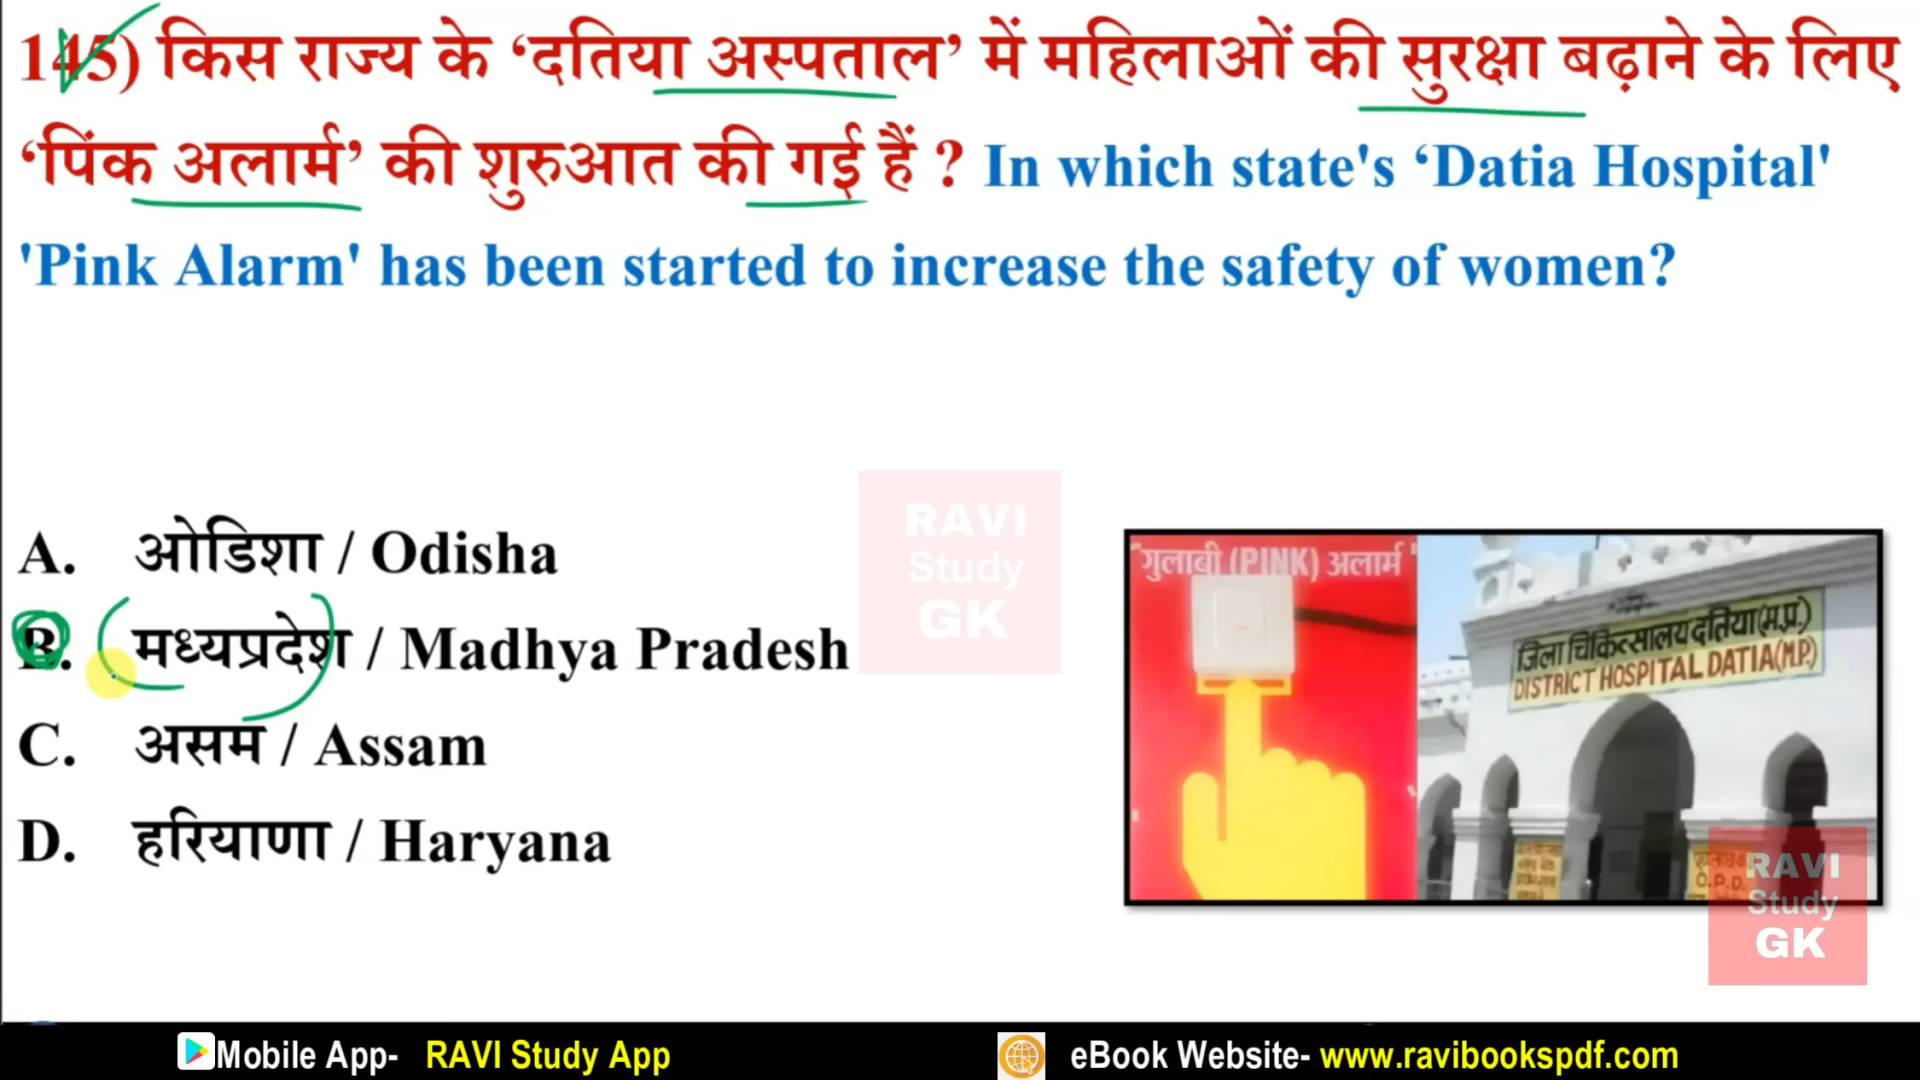 145) किस राज्य के ‘दतिया अस्पताल’ में महिलाओं की सुरक्षा बढ़ाने के लिए
‘पिंक अलार्म’ की शुरुआत की गई हैं ? In which state's ‘Datia Hospital'
'Pink Alarm' has been started to increase the safety of women?
A. ओडिशा / Odisha
B. मध्यप्रदेश / Madhya Pradesh
C. असम / Assam
D. हरियाणा / Haryana
RAVI
Study
GK
"गुलाबी (PINK) अलार्म"
जिला चिकित्सालय दतिया (म.प्र.)
DISTRICT HOSPITAL DATIA (M.P.)
O.P.D.
RAVI
Study
GK
Mobile App- RAVI Study App
eBook Website- www.ravibookspdf.com